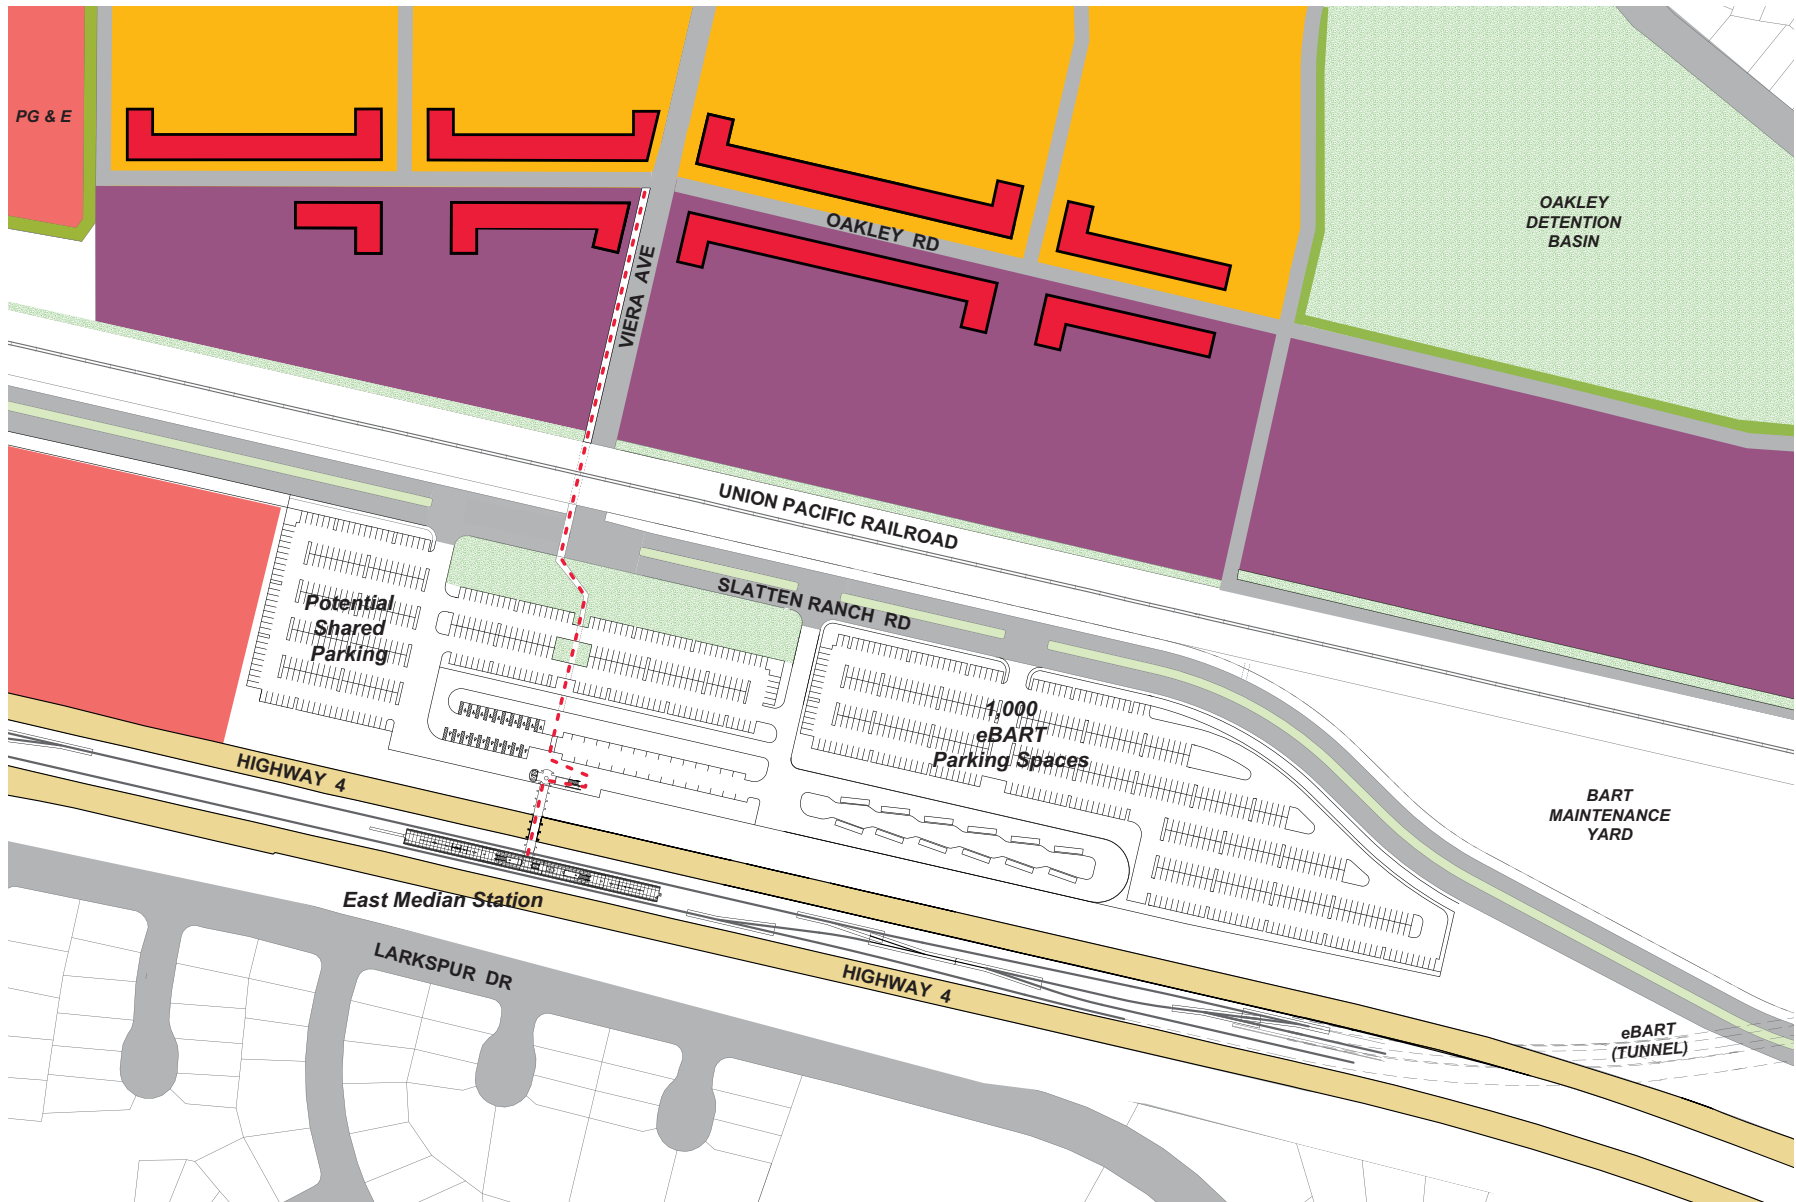 PG & E
OAKLEY
DETENTION
BASIN
OAKLEY RD
VIERA AVE
UNION PACIFIC RAILROAD
SLATTEN RANCH RD
Potential
Shared
Parking
1,000
eBART
Parking Spaces
HIGHWAY 4
BART
MAINTENANCE
YARD
East Median Station
LARKSPUR DR
HIGHWAY 4
eBART
(TUNNEL)